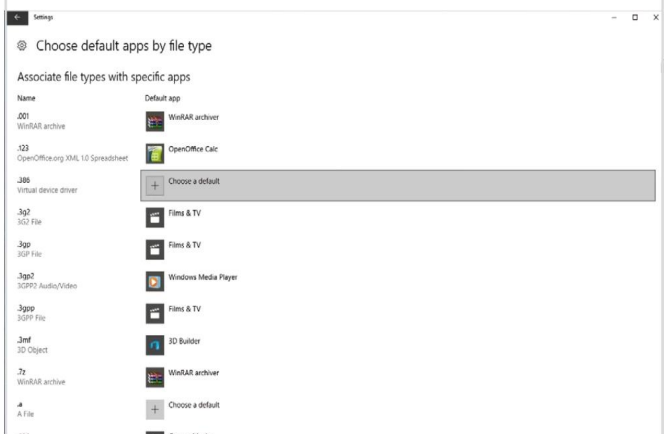 Settings
Choose default apps by file type
Associate file types with specific apps
Name Default app
.001 WinRAR archiver
WinRAR archive
.123 OpenOffice Calc
OpenOffice.org XML 1.0 Spreadsheet
.386 Choose a default
Virtual device driver
.3g2 Films & TV
3G2 File
.3gp Films & TV
3GP File
.3gp2 Windows Media Player
3GPP2 Audio/Video
.3gpp Films & TV
3GPP File
.3mf 3D Builder
3D Object
.7z WinRAR archiver
WinRAR archive
.a Choose a default
A File